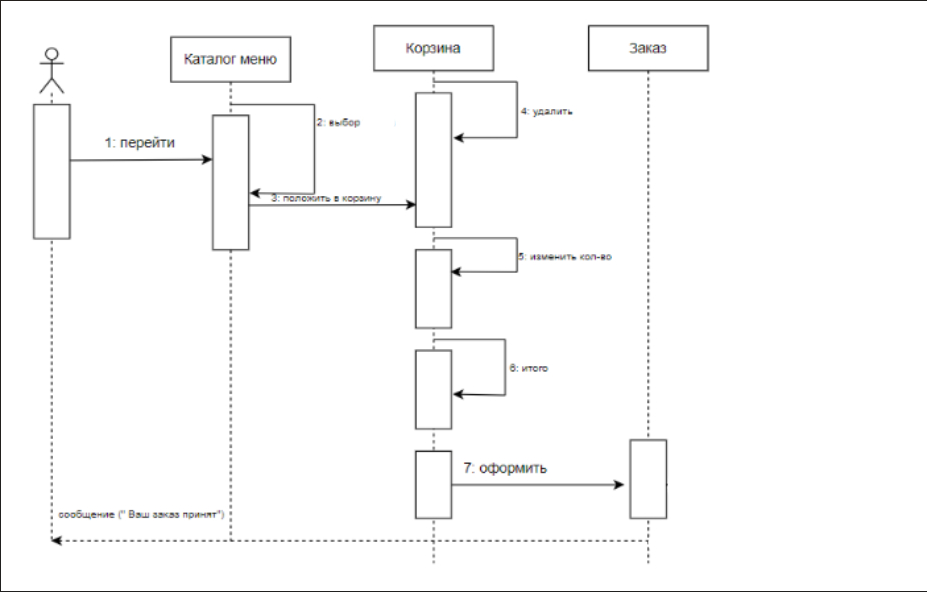 Каталог меню
Корзина
Заказ
1: перейти
2: выбор
3: положить в корзину
4: удалить
5: изменить кол-во
6: итого
7: оформить
сообщение (" Ваш заказ принят")